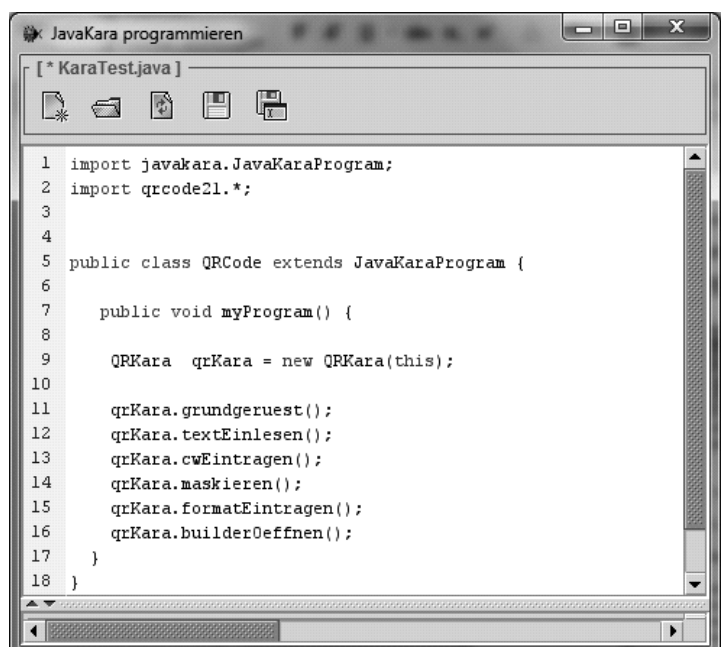 JavaKara programmieren
[ * KaraTest.java ]
1 import javakara.JavaKaraProgram;
2 import qrcode21.*;
3
4
5 public class QRCode extends JavaKaraProgram {
6
7 public void myProgram() {
8
9 QRKara qrKara = new QRKara(this);
10
11 qrKara.grundgeruest();
12 qrKara.textEinlesen();
13 qrKara.cwEintragen();
14 qrKara.maskieren();
15 qrKara.formatEintragen();
16 qrKara.builderOeffnen();
17 }
18 }